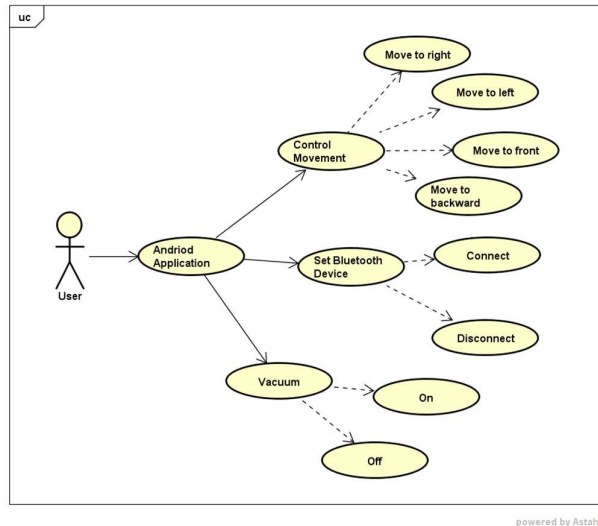 uc
Move to right
Move to left
Control
Movement
Move to front
Move to
backward
Andriod
Application
Set Bluetooth
Device
Connect
User
Disconnect
Vacuum
On
Off
powered by Astah